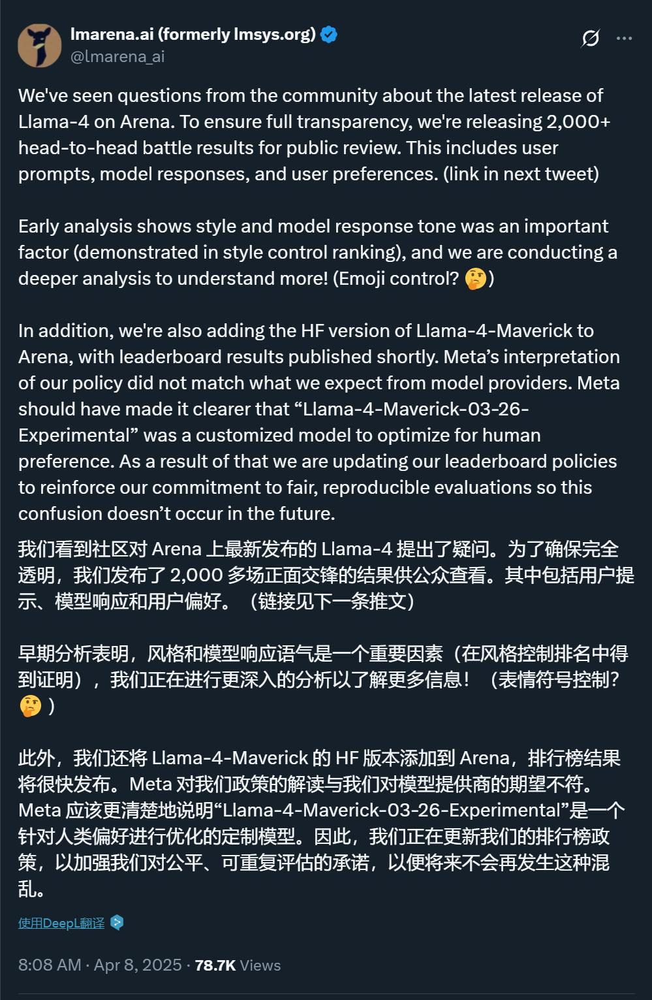 lmarena.ai (formerly lmsys.org)
@lmarena_ai
We've seen questions from the community about the latest release of
Llama-4 on Arena. To ensure full transparency, we're releasing 2,000+
head-to-head battle results for public review. This includes user
prompts, model responses, and user preferences. (link in next tweet)
Early analysis shows style and model response tone was an important
factor (demonstrated in style control ranking), and we are conducting a
deeper analysis to understand more! (Emoji control? 🤔)
In addition, we're also adding the HF version of Llama-4-Maverick to
Arena, with leaderboard results published shortly. Meta’s interpretation
of our policy did not match what we expect from model providers. Meta
should have made it clearer that “Llama-4-Maverick-03-26-
Experimental” was a customized model to optimize for human
preference. As a result of that we are updating our leaderboard policies
to reinforce our commitment to fair, reproducible evaluations so this
confusion doesn’t occur in the future.
我们看到社区对 Arena 上最新发布的 Llama-4 提出了疑问。为了确保完全
透明，我们发布了 2,000 多场正面交锋的结果供公众查看。其中包括用户提
示、模型响应和用户偏好。（链接见下一条推文）
早期分析表明，风格和模型响应语气是一个重要因素（在风格控制排名中得
到证明），我们正在进行更深入的分析以了解更多信息！（表情符号控制？
🤔 ）
此外，我们还将 Llama-4-Maverick 的 HF 版本添加到 Arena，排行榜结果
将很快发布。Meta 对我们政策的解读与我们对模型提供商的期望不符。
Meta 应该更清楚地说明“Llama-4-Maverick-03-26-Experimental”是一个
针对人类偏好进行优化的定制模型。因此，我们正在更新我们的排行榜政
策，以加强我们对公平、可重复评估的承诺，以便将来不会再发生这种混
乱。
使用DeepL翻译
8:08 AM · Apr 8, 2025 · 78.7K Views